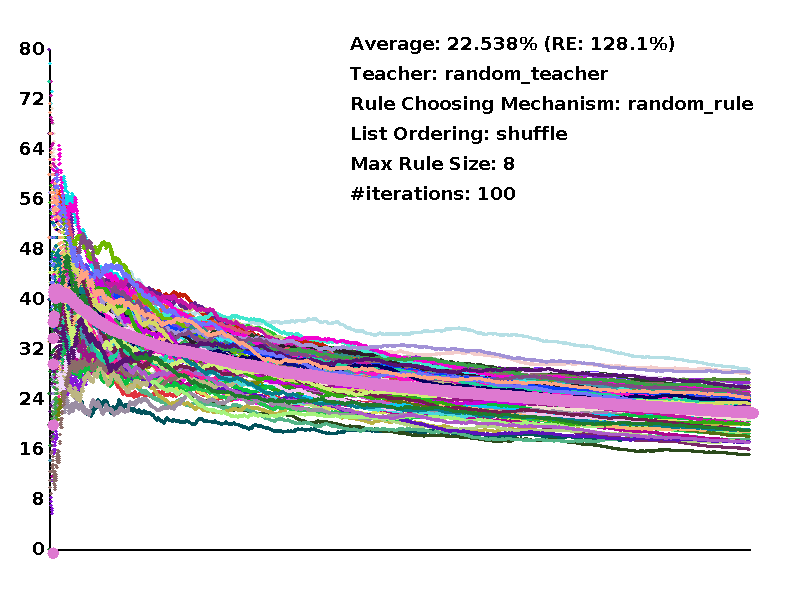 Average: 22.538% (RE: 128.1%)
Teacher: random_teacher
Rule Choosing Mechanism: random_rule
List Ordering: shuffle
Max Rule Size: 8
#iterations: 100
80
72
64
56
48
40
32
24
16
8
0